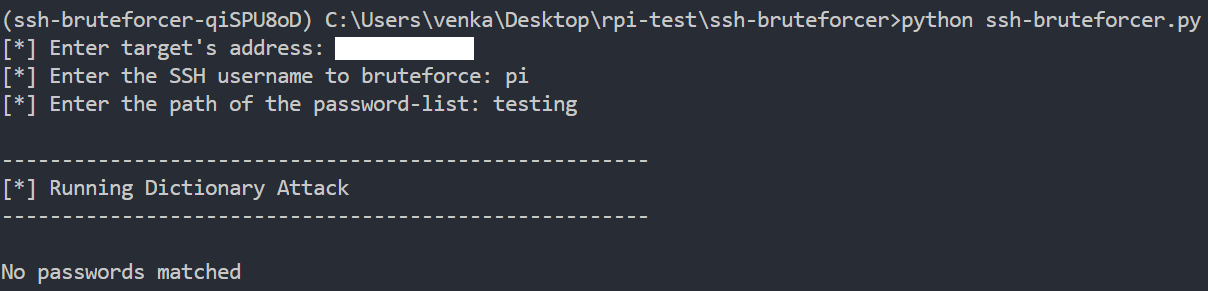 (ssh-bruteforcer-qiSPU8oD) C:\Users\venka\Desktop\rpi-test\ssh-bruteforcer>python ssh-bruteforcer.py
[*] Enter target's address:
[*] Enter the SSH username to bruteforce: pi
[*] Enter the path of the password-list: testing
------------------------------------------------------
[*] Running Dictionary Attack
------------------------------------------------------
No passwords matched